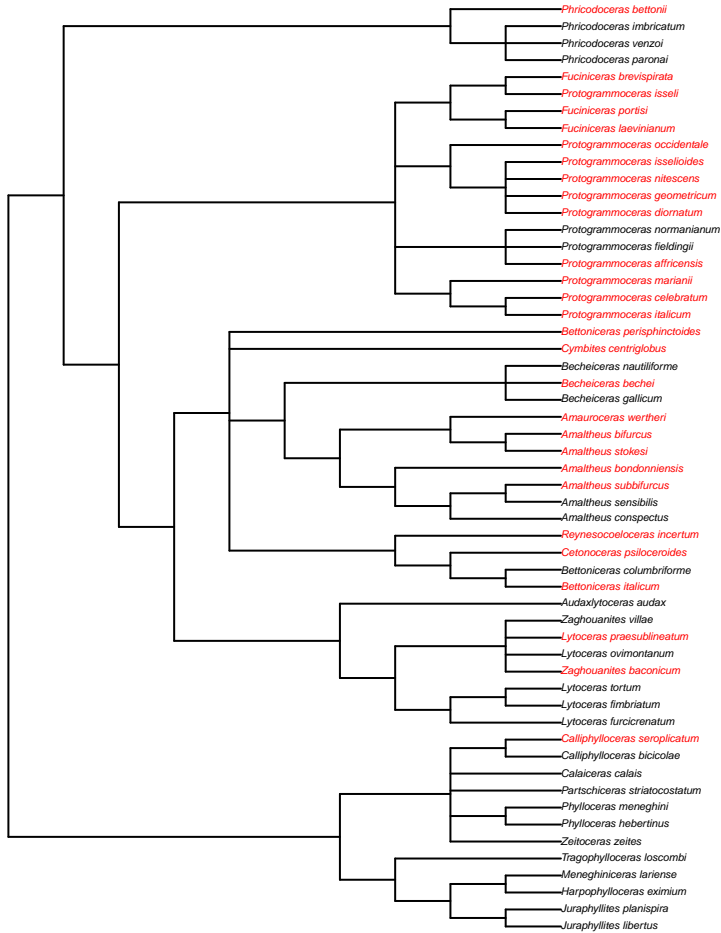 Phricodoceras bettonii
Phricodoceras imbricatum
Phricodoceras venzoi
Phricodoceras paronai
Fuciniceras brevispirata
Protogrammoceras isseli
Fuciniceras portisi
Fuciniceras laevinianum
Protogrammoceras occidentale
Protogrammoceras isselioides
Protogrammoceras nitescens
Protogrammoceras geometricum
Protogrammoceras diornatum
Protogrammoceras normanianum
Protogrammoceras fieldingii
Protogrammoceras affricensis
Protogrammoceras marianii
Protogrammoceras celebratum
Protogrammoceras italicum
Bettoniceras perisphinctoides
Cymbites centriglobus
Becheiceras nautiliforme
Becheiceras bechei
Becheiceras gallicum
Amauroceras wertheri
Amaltheus bifurcus
Amaltheus stokesi
Amaltheus bondonniensis
Amaltheus subbifurcus
Amaltheus sensibilis
Amaltheus conspectus
Reynesocoeloceras incertum
Cetonoceras psiloceroides
Bettoniceras columbriforme
Bettoniceras italicum
Audaxlytoceras audax
Zaghouanites villae
Lytoceras praesublineatum
Lytoceras ovimontanum
Zaghouanites baconicum
Lytoceras tortum
Lytoceras fimbriatum
Lytoceras furcicrenatum
Calliphylloceras seroplicatum
Calliphylloceras bicicolae
Calaiceras calais
Partschiceras striatocostatum
Phylloceras meneghini
Phylloceras hebertinus
Zeitoceras zeites
Tragophylloceras loscombi
Meneghiniceras lariense
Harpophylloceras eximium
Juraphyllites planispira
Juraphyllites libertus